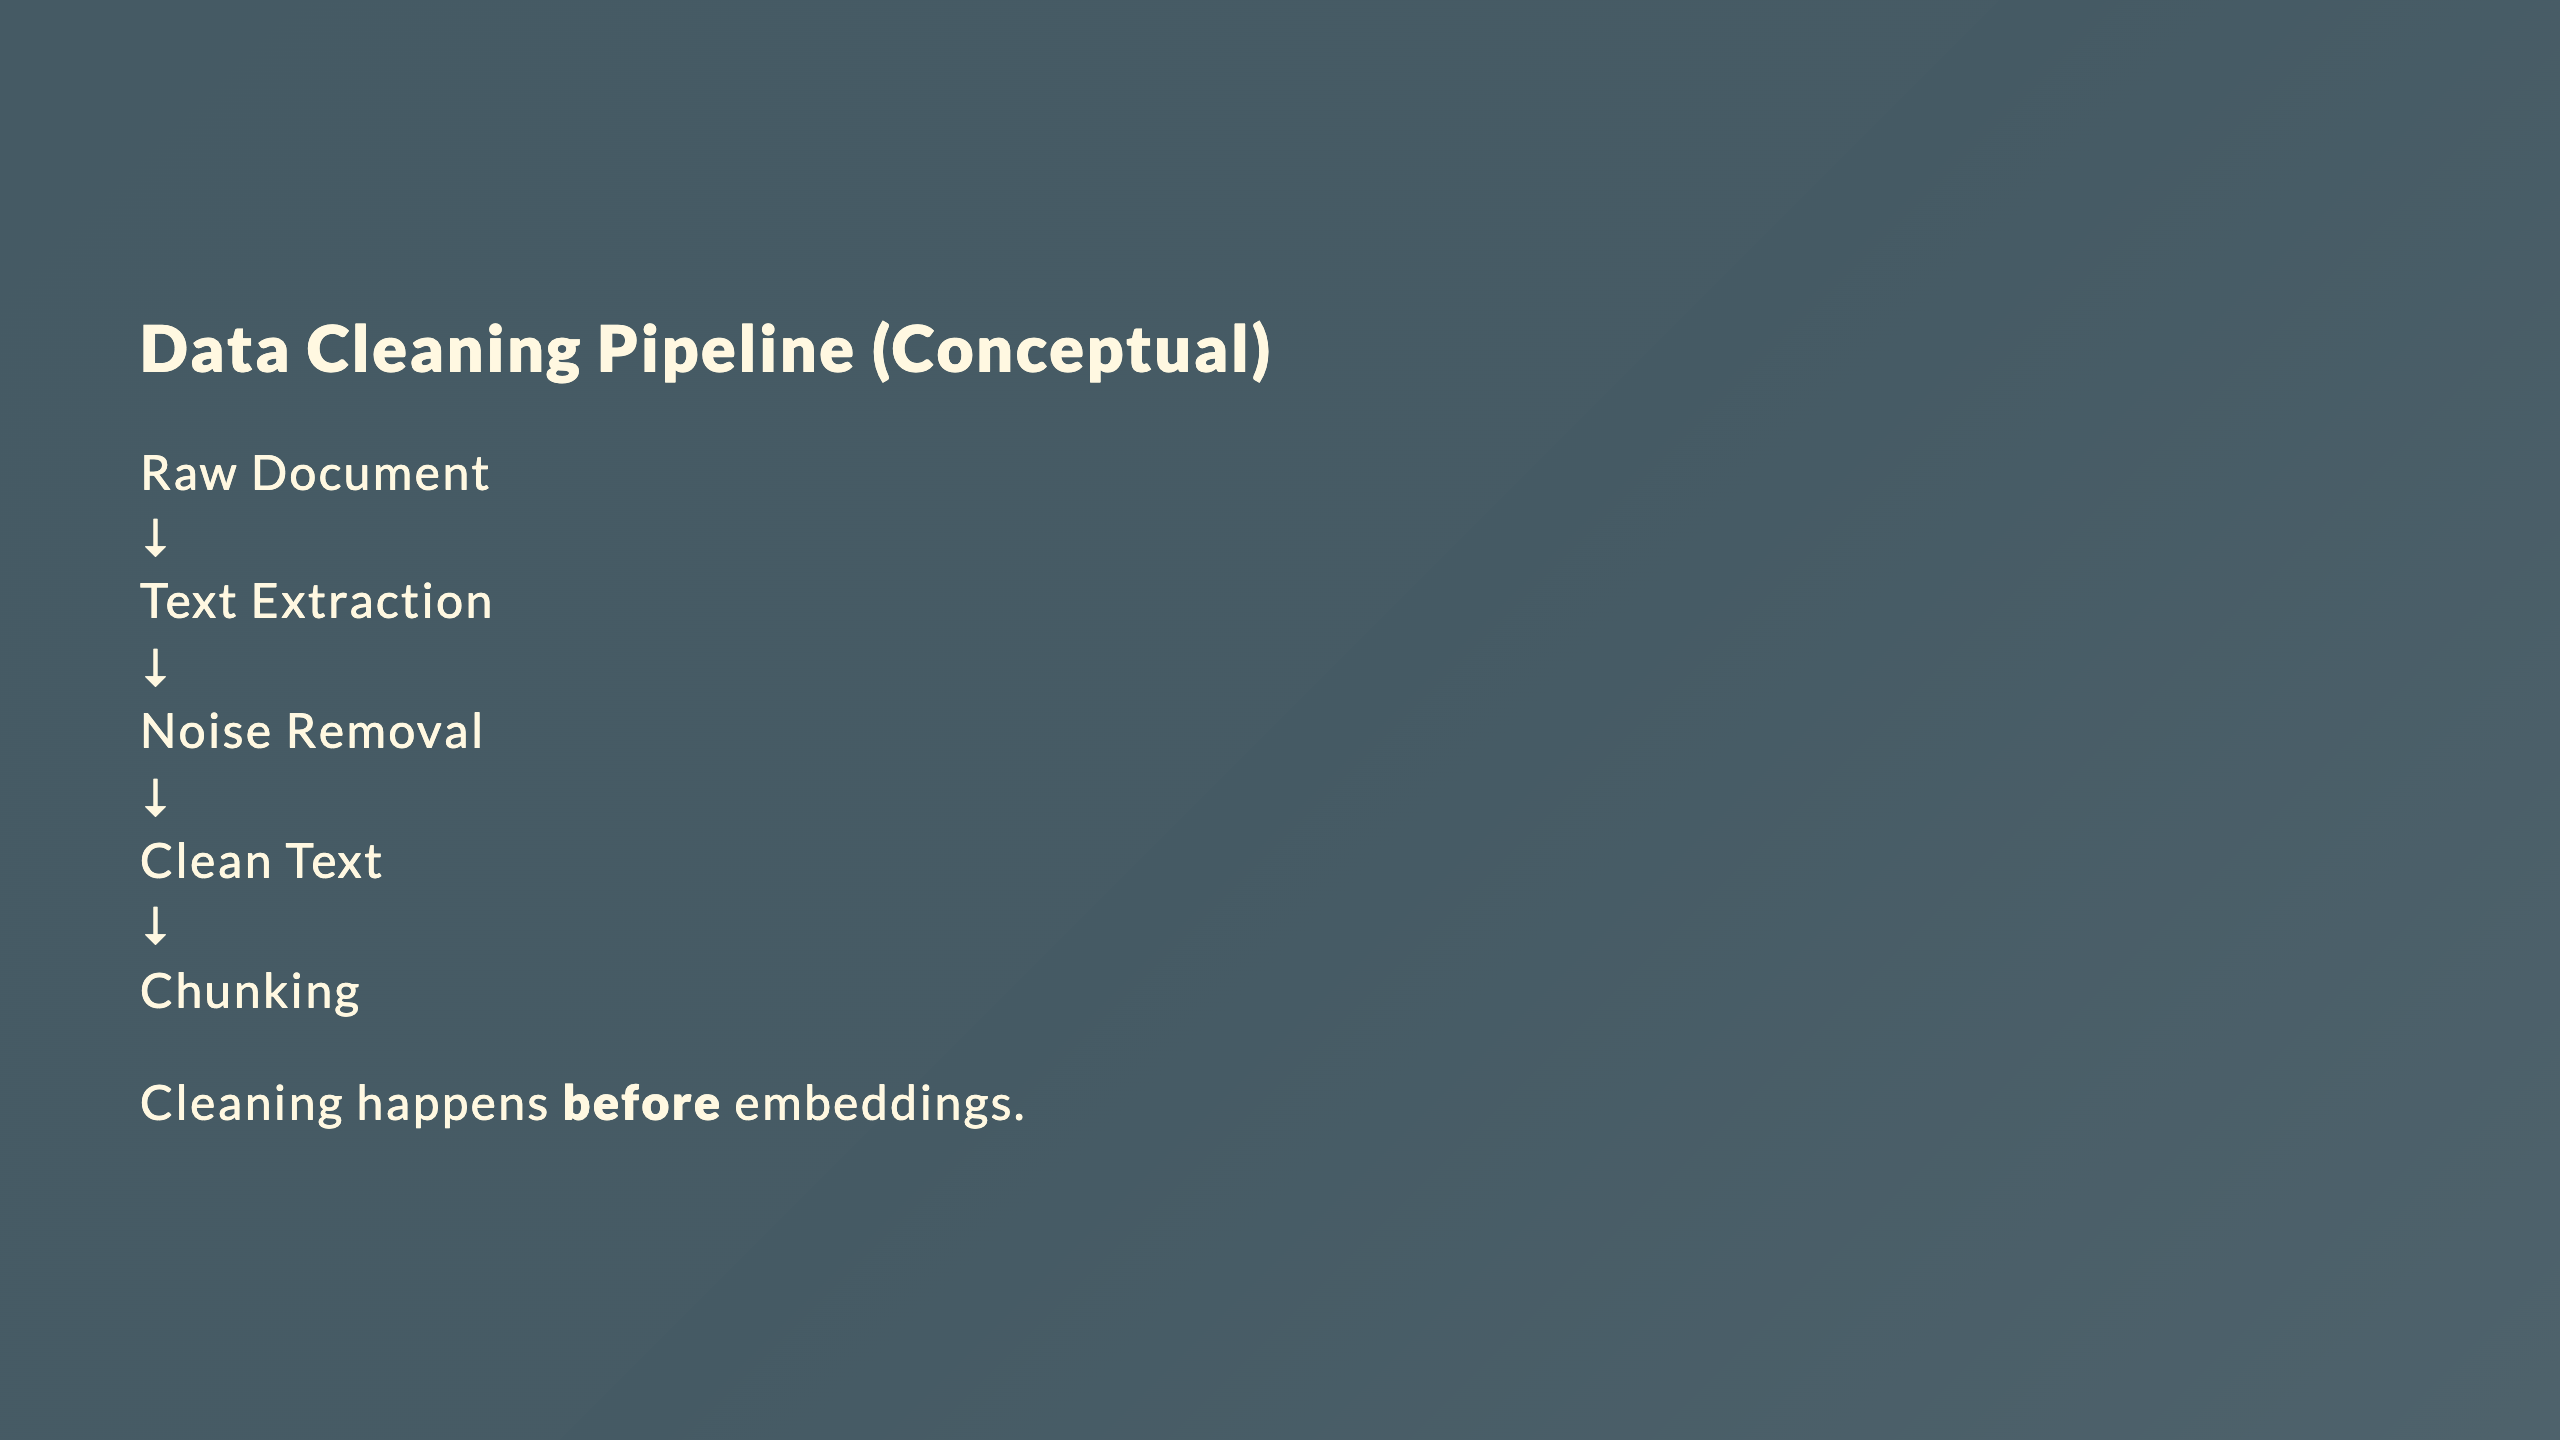 Data Cleaning Pipeline (Conceptual)
Raw Document
↓
Text Extraction
↓
Noise Removal
↓
Clean Text
↓
Chunking
Cleaning happens before embeddings.